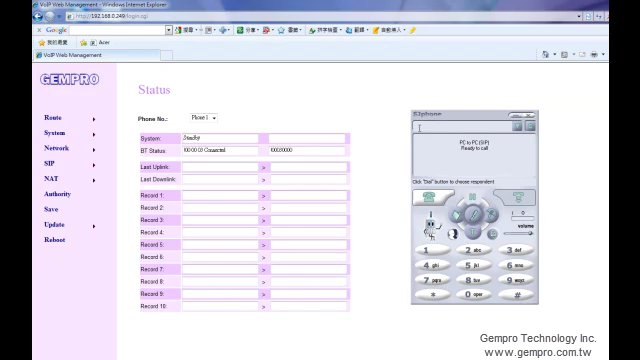 VoIP Web Management - Windows Internet Explorer
http://192.168.0.249/login.cgi
Google
我的最愛 Acer
VoIP Web Management
GEMPRO
Status
Route
System
Network
SIP
NAT
Authority
Save
Update
Reboot
Phone No.: Phone 1
System: Standby
BT Status:
Last Uplink: >
Last Downlink: >
Record 1: >
Record 2: >
Record 3: >
Record 4: >
Record 5: >
Record 6: >
Record 7: >
Record 8: >
Record 9: >
Record 10: >
PC to PC (SIP)
Ready to call
Click "Dial" button to choose respondent
volume
1 2 abc 3 def
4 ghi 5 jkl 6 mno
7 pqrs 8 tuv 9 wxyz
* 0 oper #
Gempro Technology Inc.
www.gempro.com.tw